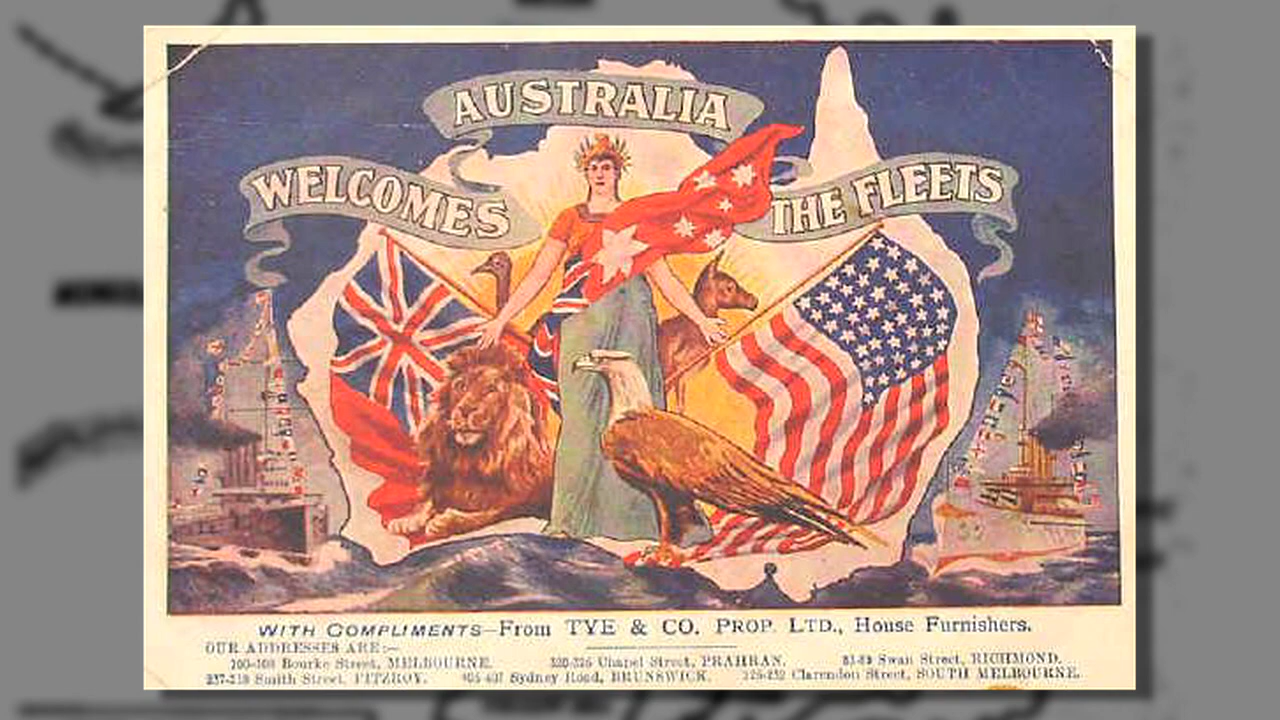 AUSTRALIA
WELCOMES
THE FLEETS
WITH COMPLIMENTS—From TYE & CO. PROP. LTD., House Furnishers.
OUR ADDRESSES ARE:—
Bourke Street, MELBOURNE. Chapel Street, PRAHRAN. Swan Street, RICHMOND.
Smith Street, FITZROY. Sydney Road, BRUNSWICK. Clarendon Street, SOUTH MELBOURNE.